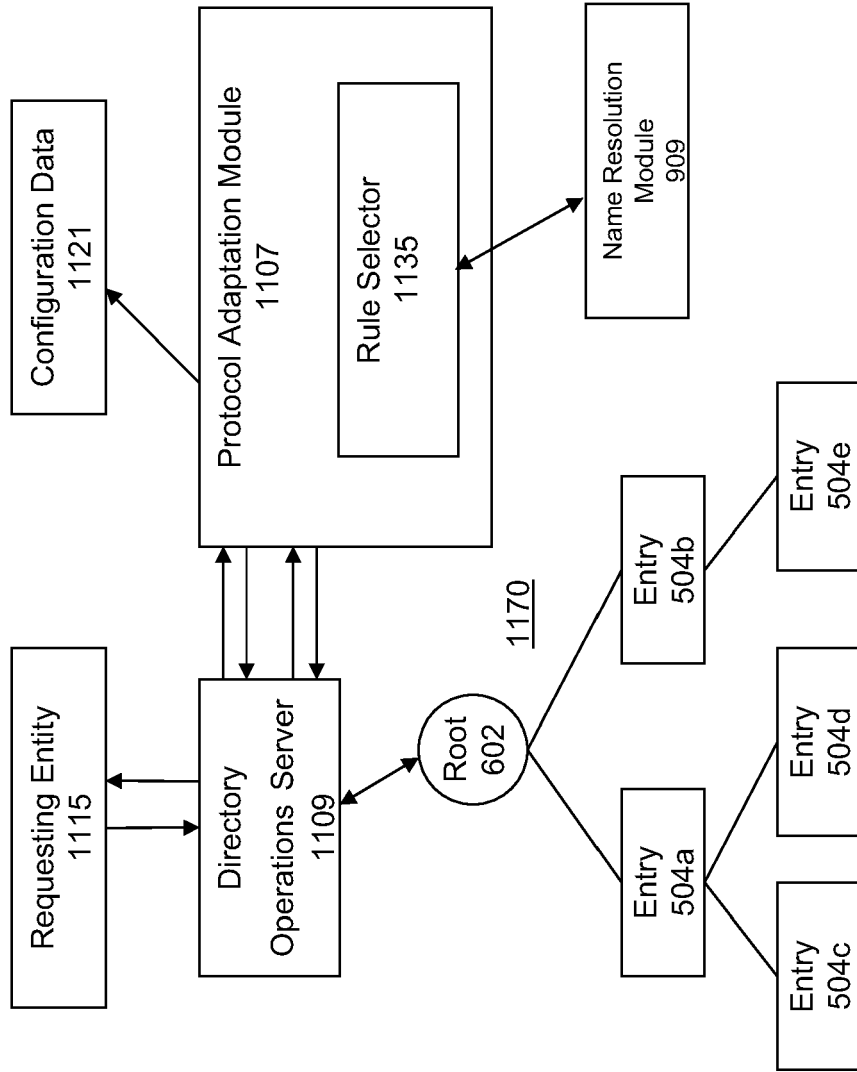 Requesting Entity
1115
Configuration Data
1121
Directory
Operations Server
1109
Protocol Adaptation Module
1107
Rule Selector
1135
Name Resolution
Module
909
Root
602
1170
Entry
504a
Entry
504b
Entry
504c
Entry
504d
Entry
504e